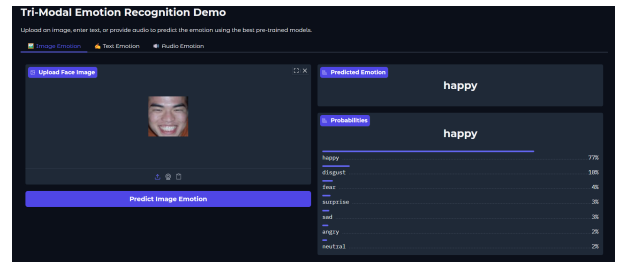 Tri-Modal Emotion Recognition Demo
Upload an image, enter text, or provide audio to predict the emotion using the best pre-trained models.
Image Emotion
Text Emotion
Audio Emotion
Upload Face Image
Predict Image Emotion
Predicted Emotion
happy
Probabilities
happy
happy 77%
disgust 10%
fear 4%
surprise 3%
sad 3%
angry 2%
neutral 2%